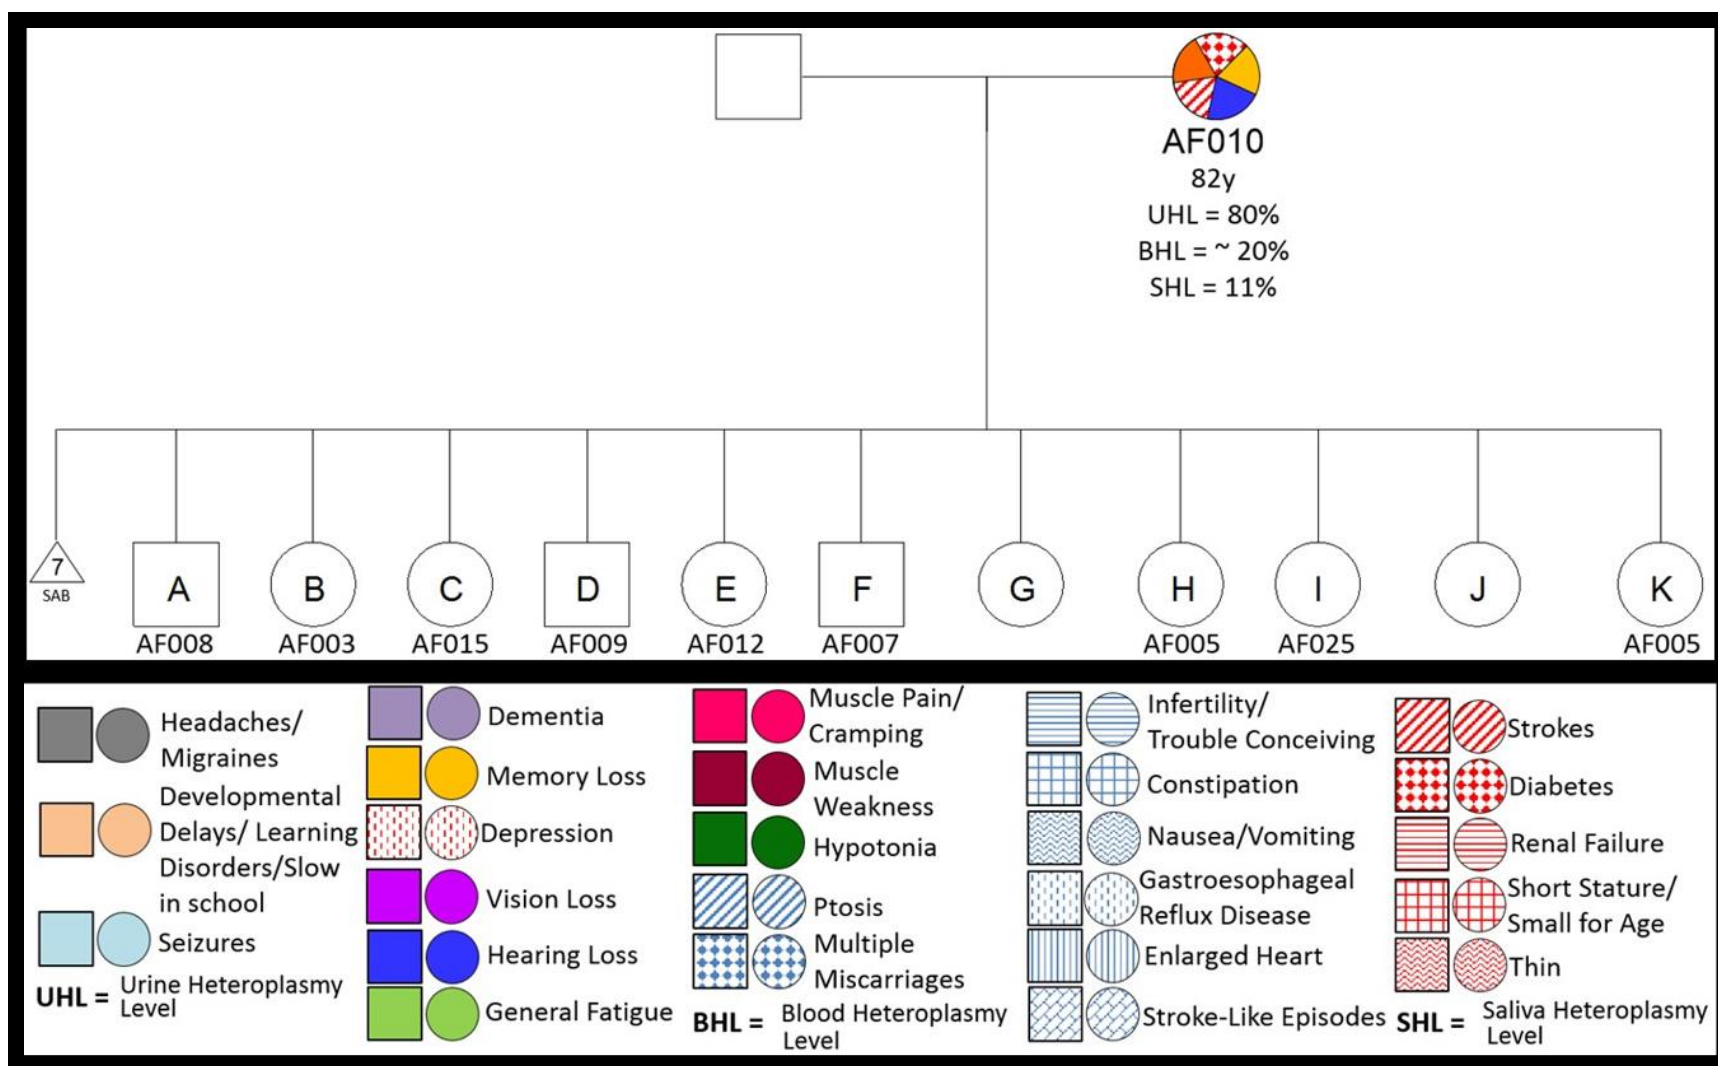 AF010
82y
UHL = 80%
BHL = ~ 20%
SHL = 11%
7
SAB
A
AF008
B
AF003
C
AF015
D
AF009
E
AF012
F
AF007
G
H
AF005
I
AF025
J
K
AF005
Headaches/
Migraines
Developmental
Delays/ Learning
Disorders/Slow
in school
Seizures
UHL = Urine Heteroplasmy
Level
Dementia
Memory Loss
Depression
Vision Loss
Hearing Loss
General Fatigue
Muscle Pain/
Cramping
Muscle
Weakness
Hypotonia
Ptosis
Multiple
Miscarriages
BHL = Blood Heteroplasmy
Level
Infertility/
Trouble Conceiving
Constipation
Nausea/Vomiting
Gastroesophageal
Reflux Disease
Enlarged Heart
Stroke-Like Episodes
Strokes
Diabetes
Renal Failure
Short Stature/
Small for Age
Thin
SHL = Saliva Heteroplasmy
Level